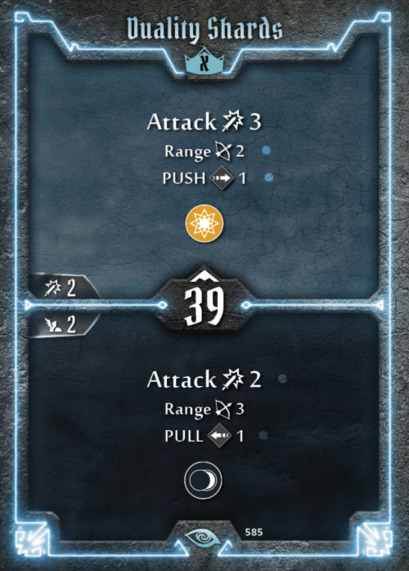 Duality Shards
X
Attack 3
Range 2
PUSH 1
2
39
2
Attack 2
Range 3
PULL 1
585